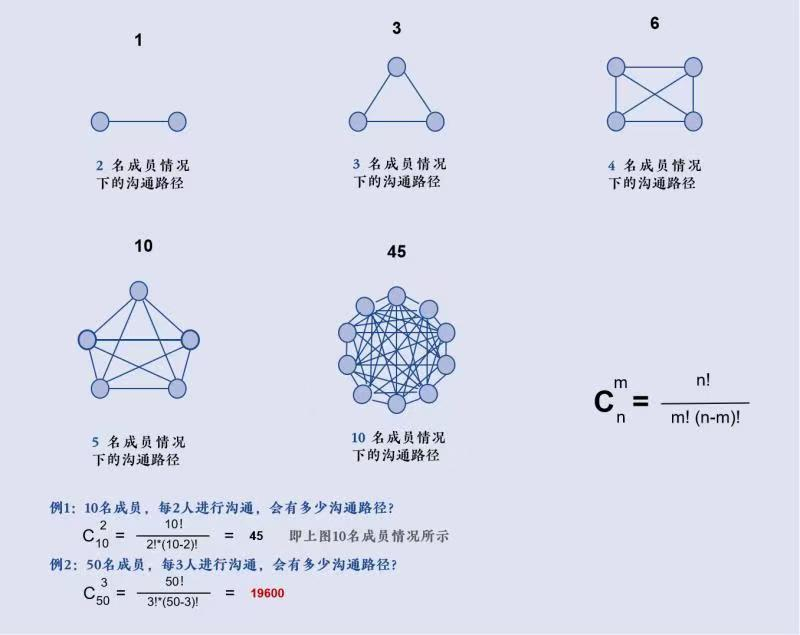 1
3
6
2 名成员情况
下的沟通路径
3 名成员情况
下的沟通路径
4 名成员情况
下的沟通路径
10
45
5 名成员情况
下的沟通路径
10 名成员情况
下的沟通路径
C m n = n! / m! (n-m)!
例1：10名成员，每2人进行沟通，会有多少沟通路径？
C 2 10 = 10! / 2!*(10-2)! = 45 即上图10名成员情况所示
例2：50名成员，每3人进行沟通，会有多少沟通路径？
C 3 50 = 50! / 3!*(50-3)! = 19600